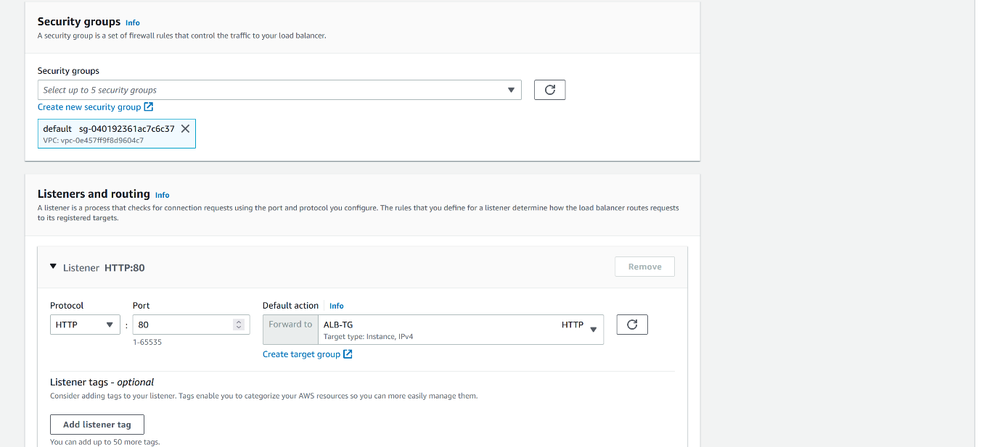 Security groups Info
A security group is a set of firewall rules that control the traffic to your load balancer.
Security groups
Select up to 5 security groups
Create new security group
default sg-040192361ac7c6c37
VPC: vpc-0e457ff9f8d9604c7
Listeners and routing Info
A listener is a process that checks for connection requests using the port and protocol you configure. The rules that you define for a listener determine how the load balancer routes requests
to its registered targets.
Listener HTTP:80
Remove
Protocol Port Default action Info
HTTP : 80 Forward to ALB-TG HTTP
Target type: Instance, IPv4
1-65535
Create target group
Listener tags - optional
Consider adding tags to your listener. Tags enable you to categorize your AWS resources so you can more easily manage them.
Add listener tag
You can add up to 50 more tags.